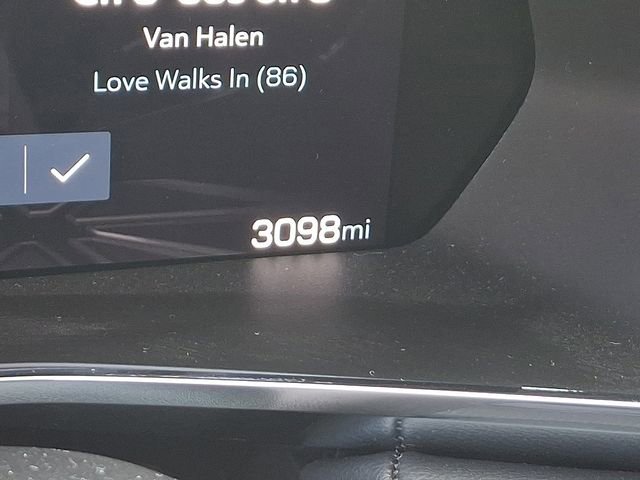 Van Halen
Love Walks In (86)
3098mi